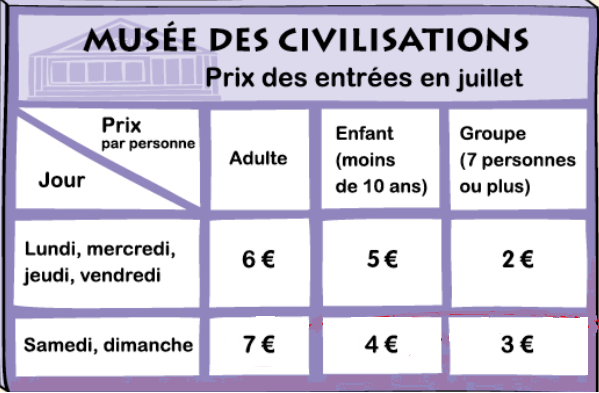 MUSÉE DES CIVILISATIONS
Prix des entrées en juillet
Prix
par personne
Jour
Adulte
Enfant
(moins
de 10 ans)
Groupe
(7 personnes
ou plus)
Lundi, mercredi,
jeudi, vendredi
6 €
5 €
2 €
Samedi, dimanche
7 €
4 €
3 €